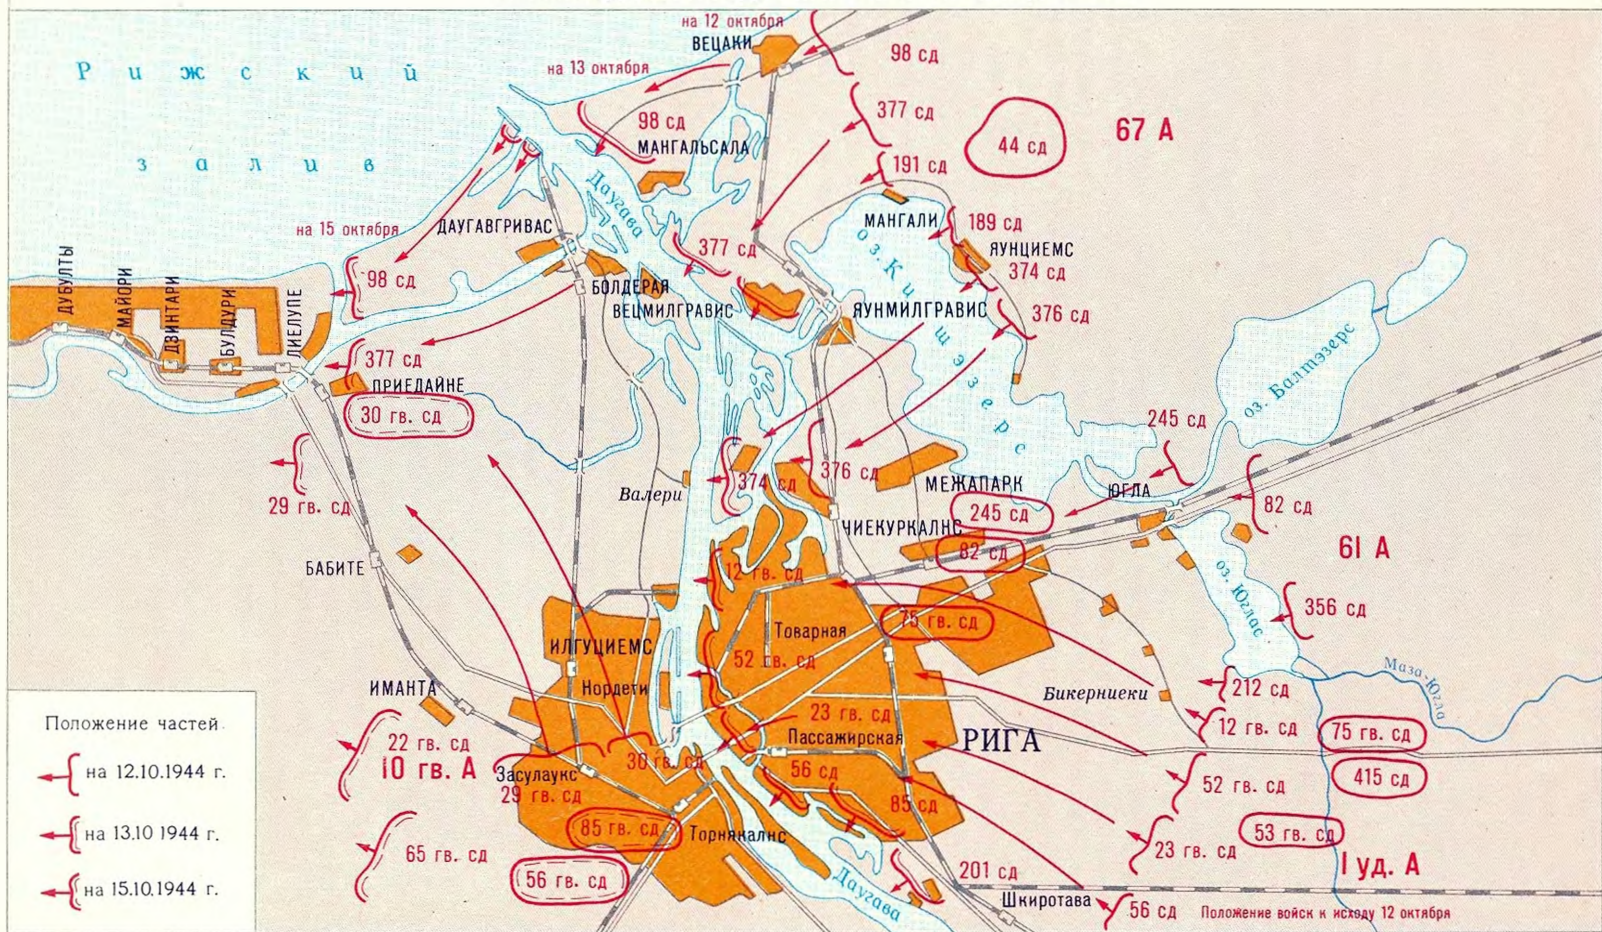 на 12 октября
ВЕЦАКИ
98 сд
Рижский
залив
на 13 октября
98 сд
МАНГАЛЬСАЛА
377 сд
44 сд
67 А
191 сд
Даугава
МАНГАЛИ
189 сд
ЯУНЦИЕМС
374 сд
376 сд
оз. Кишэзерс
на 15 октября
ДАУГАВГРИВАС
377 сд
98 сд
БОЛДЕРАЯ
ВЕЦМИЛГРАВИС
ЯУНМИЛГРАВИС
ДУБУЛТЫ
МАЙОРИ
ДЗИНТАРИ
БУЛДУРИ
ЛИЕЛУПЕ
377 сд
ПРИЕДАЙНЕ
30 гв. сд
29 гв. сд
оз. Балтэзерс
245 сд
ЮГЛА
82 сд
61 А
Валери
374 сд
376 сд
МЕЖАПАРК
245 сд
ЧИЕКУРКАЛНС
82 сд
БАБИТЕ
12 гв. сд
75 гв. сд
оз. Юглас
356 сд
Маза-Югла
ИЛГУЦИЕМС
Товарная
52 гв. сд
Нордети
ИМАНТА
Бикерниеки
212 сд
12 гв. сд
75 гв. сд
23 гв. сд
Пассажирская
РИГА
22 гв. сд
10 гв. А
30 гв. сд
Засулаукс
29 гв. сд
56 сд
85 сд
52 гв. сд
415 сд
85 гв. сд
Торнякалнс
65 гв. сд
56 гв. сд
23 гв. сд
53 гв. сд
1 уд. А
201 сд
Даугава
Шкиротава
56 сд
Положение войск к исходу 12 октября
Положение частей
на 12.10.1944 г.
на 13.10 1944 г.
на 15.10.1944 г.